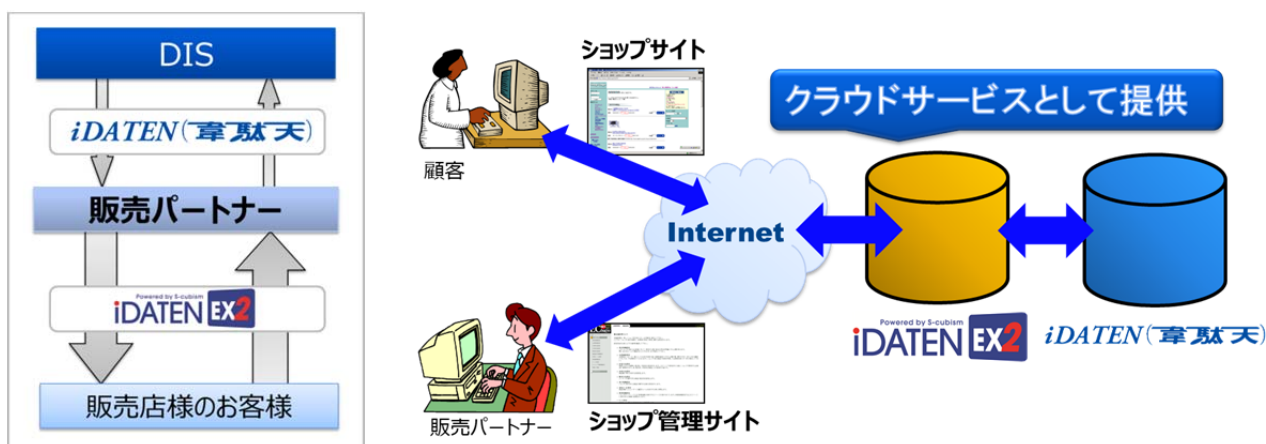 DIS
iDATEN(韋駄天)
販売パートナー
Powered by S-cubism
iDATEN EX2
販売店様のお客様
ショップサイト
顧客
Internet
販売パートナー
ショップ管理サイト
クラウドサービスとして提供
Powered by S-cubism
iDATEN EX2
iDATEN(韋駄天)